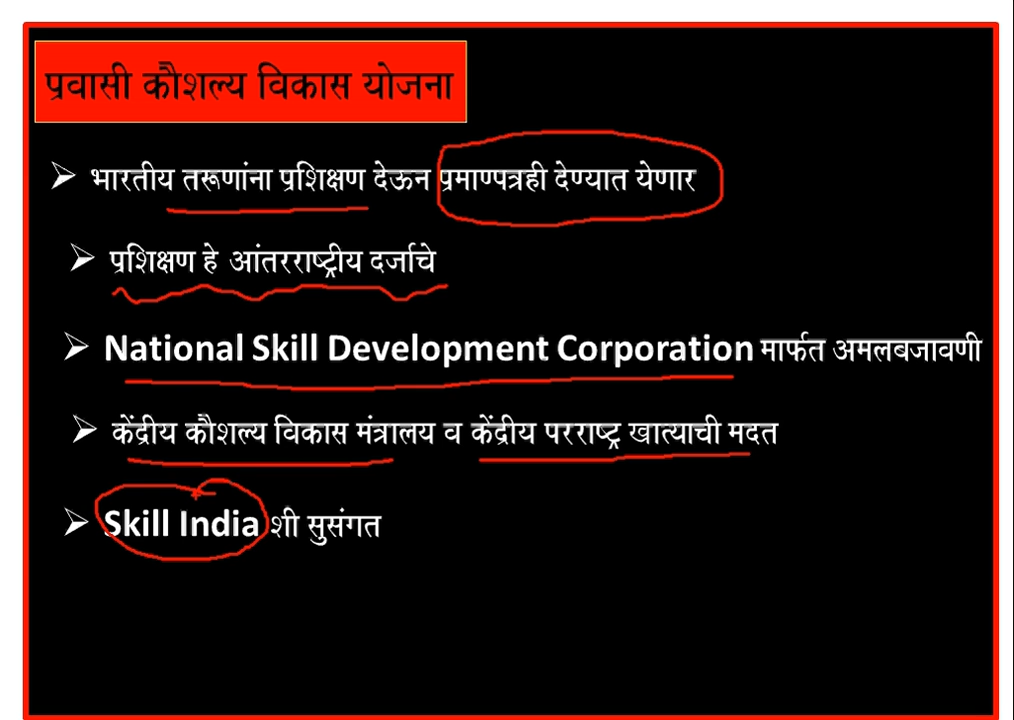 प्रवासी कौशल्य विकास योजना
➢ भारतीय तरूणांना प्रशिक्षण देऊन प्रमाण्पत्रही देण्यात येणार
➢ प्रशिक्षण हे आंतरराष्ट्रीय दर्जाचे
➢ National Skill Development Corporation मार्फत अमलबजावणी
➢ केंद्रीय कौशल्य विकास मंत्रालय व केंद्रीय परराष्ट्र खात्याची मदत
➢ Skill India शी सुसंगत